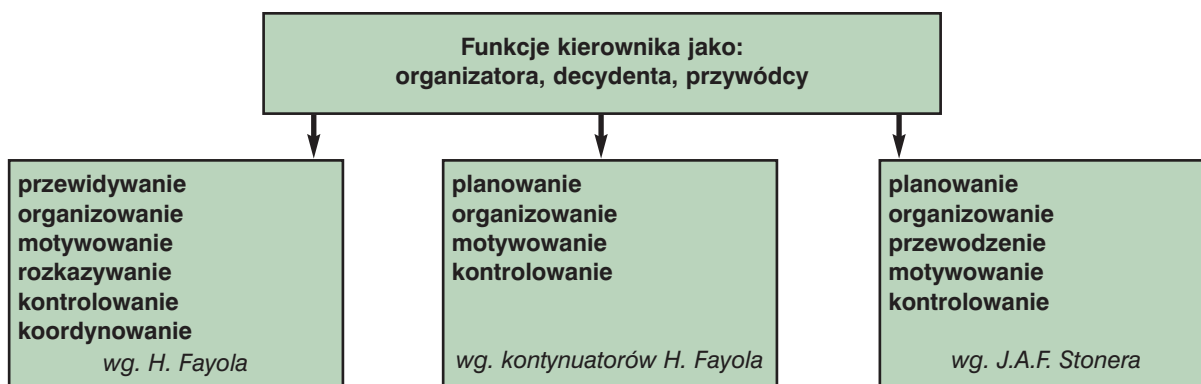 Funkcje kierownika jako:
organizatora, decydenta, przywódcy
przewidywanie
organizowanie
motywowanie
rozkazywanie
kontrolowanie
koordynowanie
wg. H. Fayola
planowanie
organizowanie
motywowanie
kontrolowanie
wg. kontynuatorów H. Fayola
planowanie
organizowanie
przewodzenie
motywowanie
kontrolowanie
wg. J.A.F. Stonera